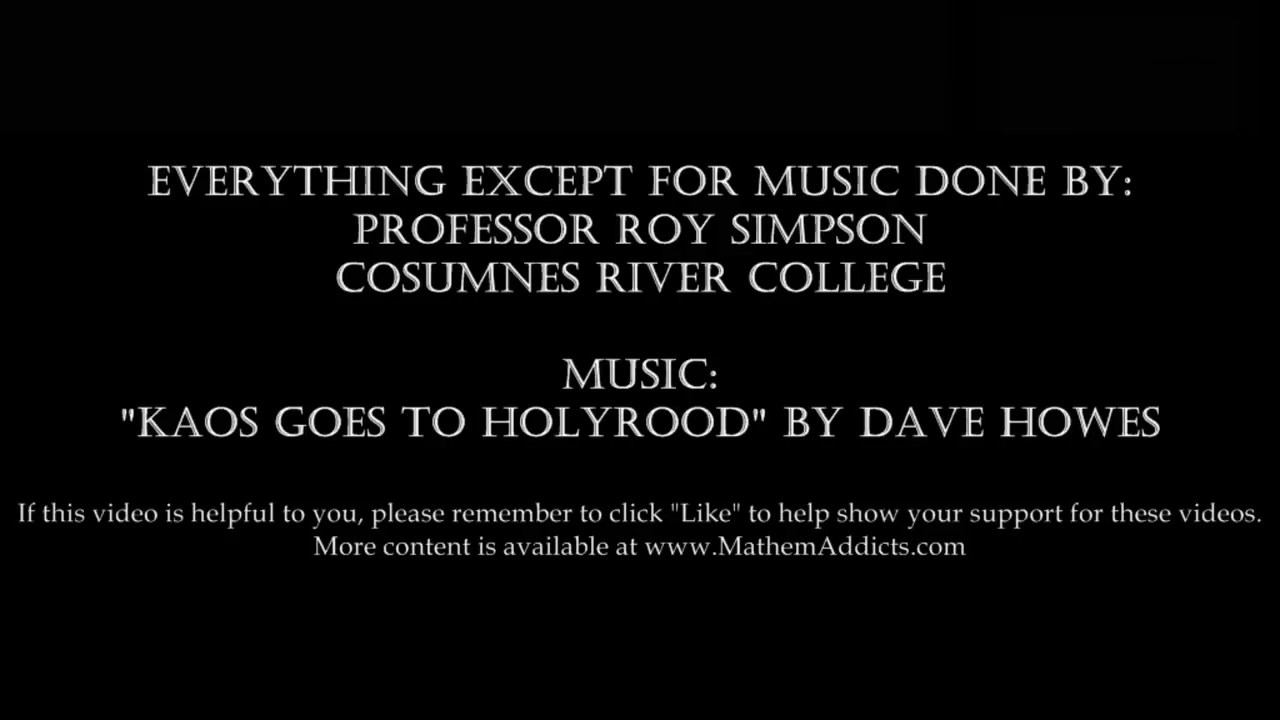 EVERYTHING EXCEPT FOR MUSIC DONE BY:
PROFESSOR ROY SIMPSON
COSUMNES RIVER COLLEGE
MUSIC:
"KAOS GOES TO HOLYROOD" BY DAVE HOWES
If this video is helpful to you, please remember to click "Like" to help show your support for these videos.
More content is available at www.MathemAddicts.com